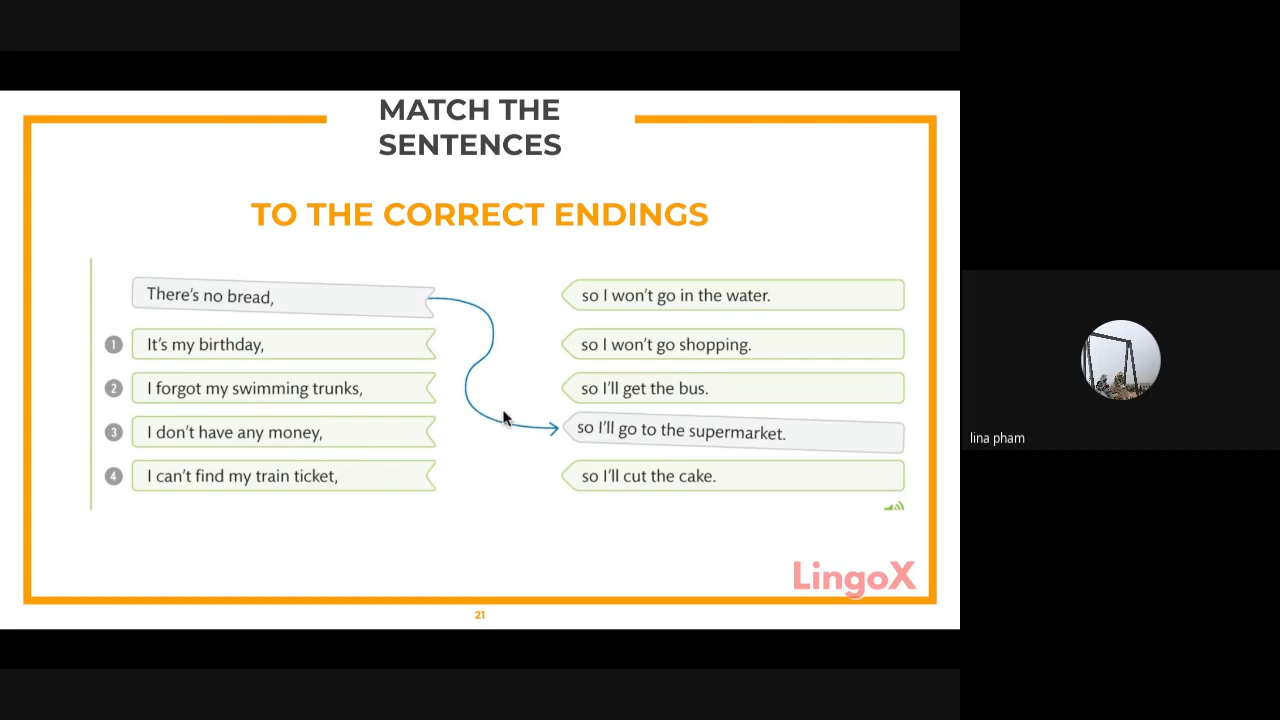 MATCH THE
SENTENCES
TO THE CORRECT ENDINGS
There's no bread,
so I won't go in the water.
1 It's my birthday,
so I won't go shopping.
2 I forgot my swimming trunks,
so I'll get the bus.
3 I don't have any money,
so I'll go to the supermarket.
4 I can't find my train ticket,
so I'll cut the cake.
LingoX
21
lina pham